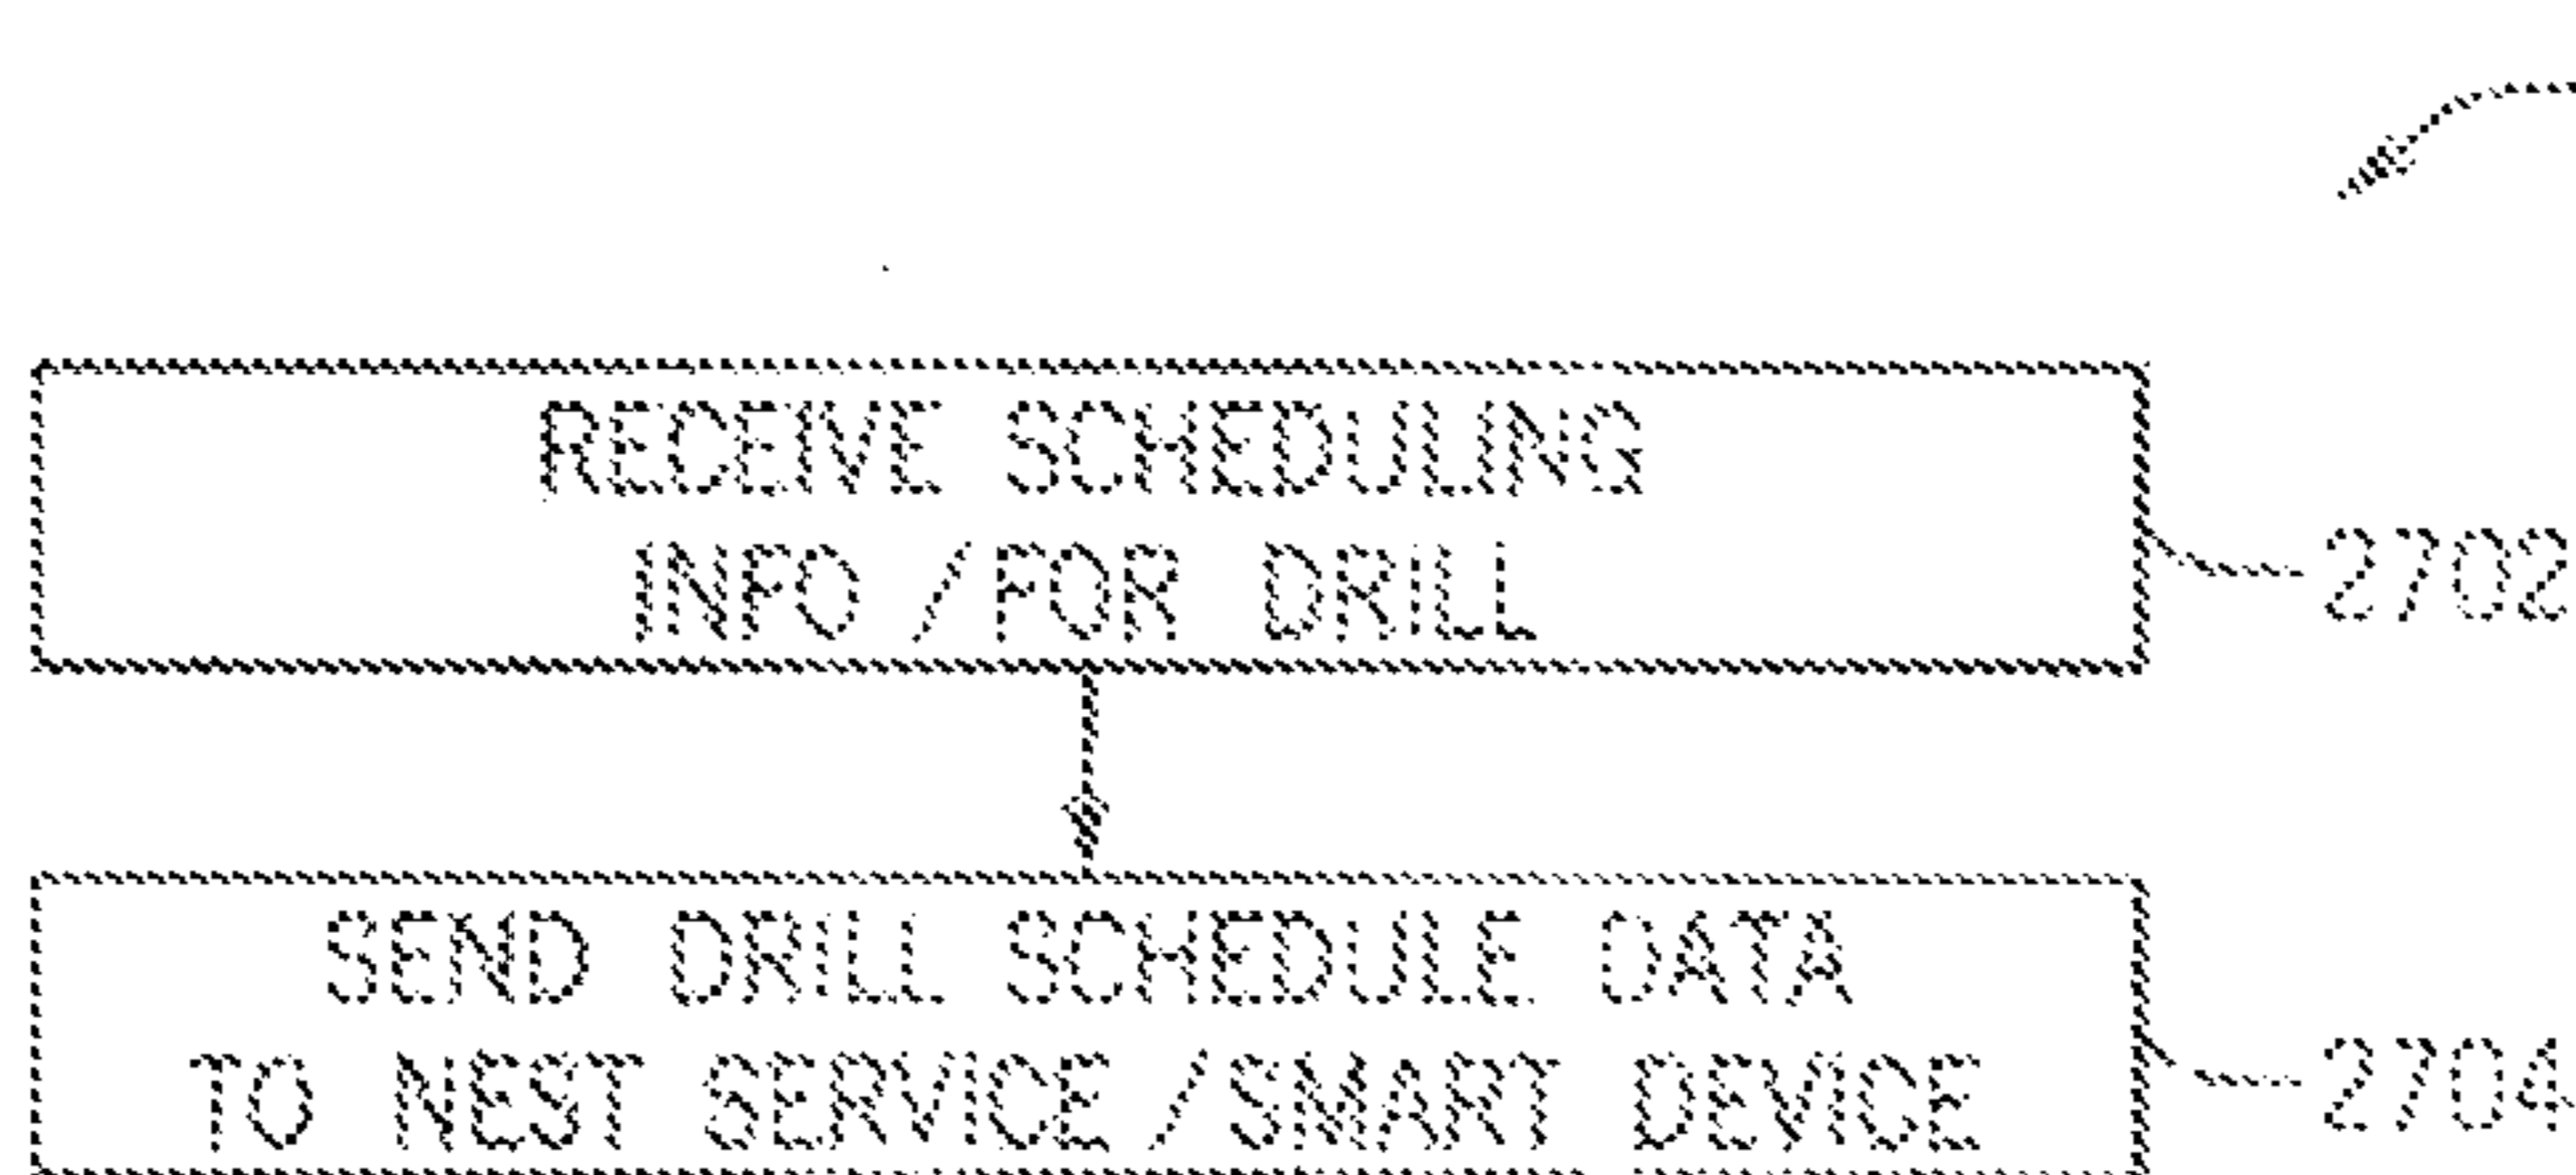 RECEIVE SCHEDULING
INFO /FOR DRILL
2702
SEND DRILL SCHEDULE DATA
TO NEST SERVICE /SMART DEVICE
2704